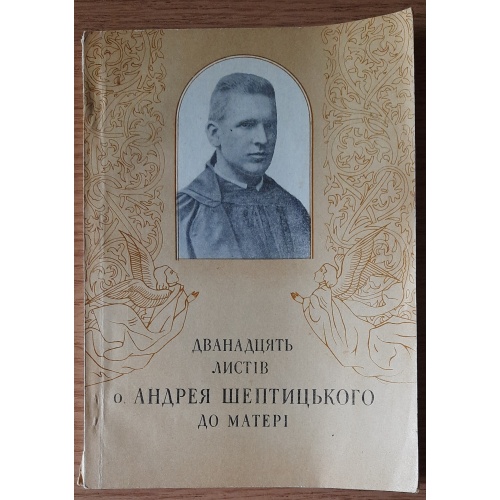 ДВАНАДЦЯТЬ
ЛИСТІВ
о. АНДРЕЯ ШЕПТИЦЬКОГО
ДО МАТЕРІ